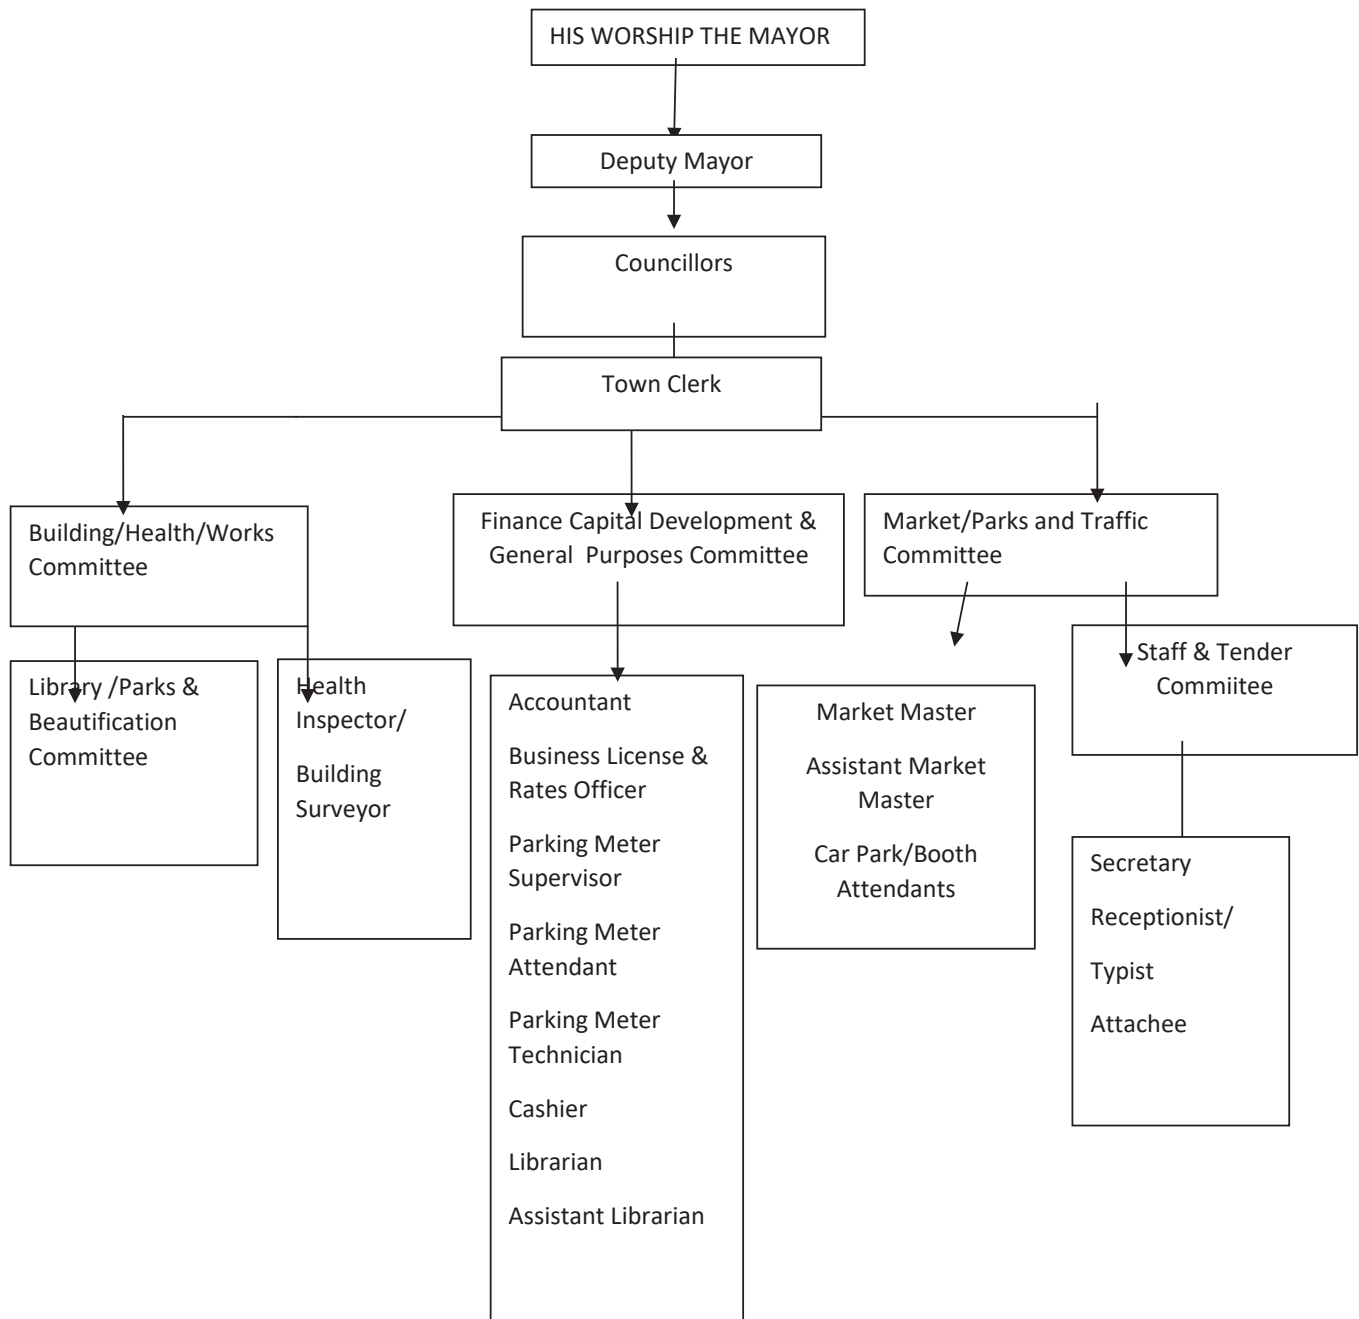 HIS WORSHIP THE MAYOR
Deputy Mayor
Councillors
Town Clerk
Building/Health/Works
Committee
Finance Capital Development &
General Purposes Committee
Market/Parks and Traffic
Committee
Library /Parks &
Beautification
Committee
Health
Inspector/
Building
Surveyor
Accountant
Business License &
Rates Officer
Parking Meter
Supervisor
Parking Meter
Attendant
Parking Meter
Technician
Cashier
Librarian
Assistant Librarian
Market Master
Assistant Market
Master
Car Park/Booth
Attendants
Staff & Tender
Commiitee
Secretary
Receptionist/
Typist
Attachee